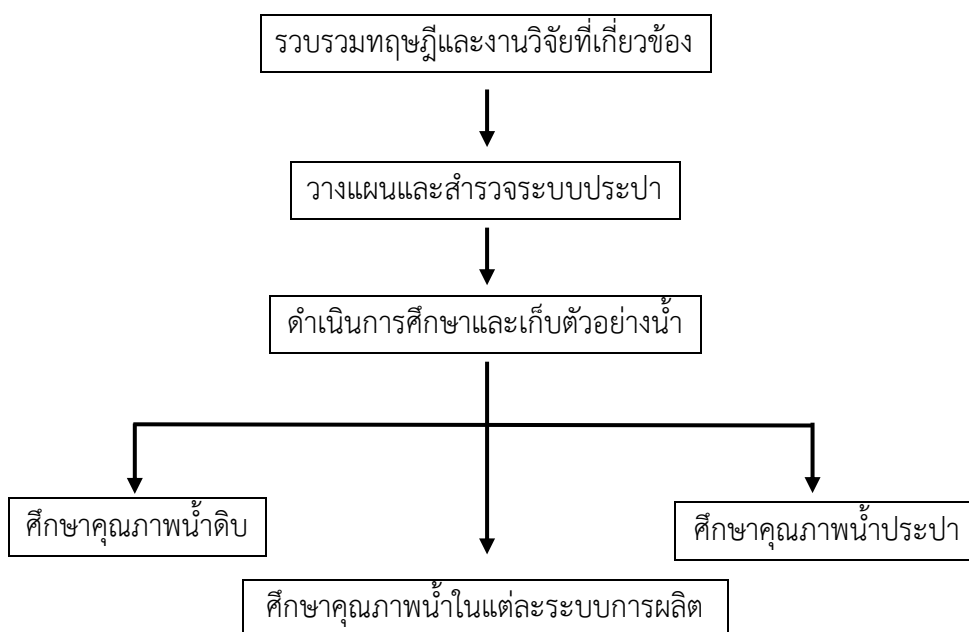 รวบรวมทฤษฎีและงานวิจัยที่เกี่ยวข้อง
วางแผนและสำรวจระบบประปา
ดำเนินการศึกษาและเก็บตัวอย่างน้ำ
ศึกษาคุณภาพน้ำดิบ
ศึกษาคุณภาพน้ำประปา
ศึกษาคุณภาพน้ำในแต่ละระบบการผลิต